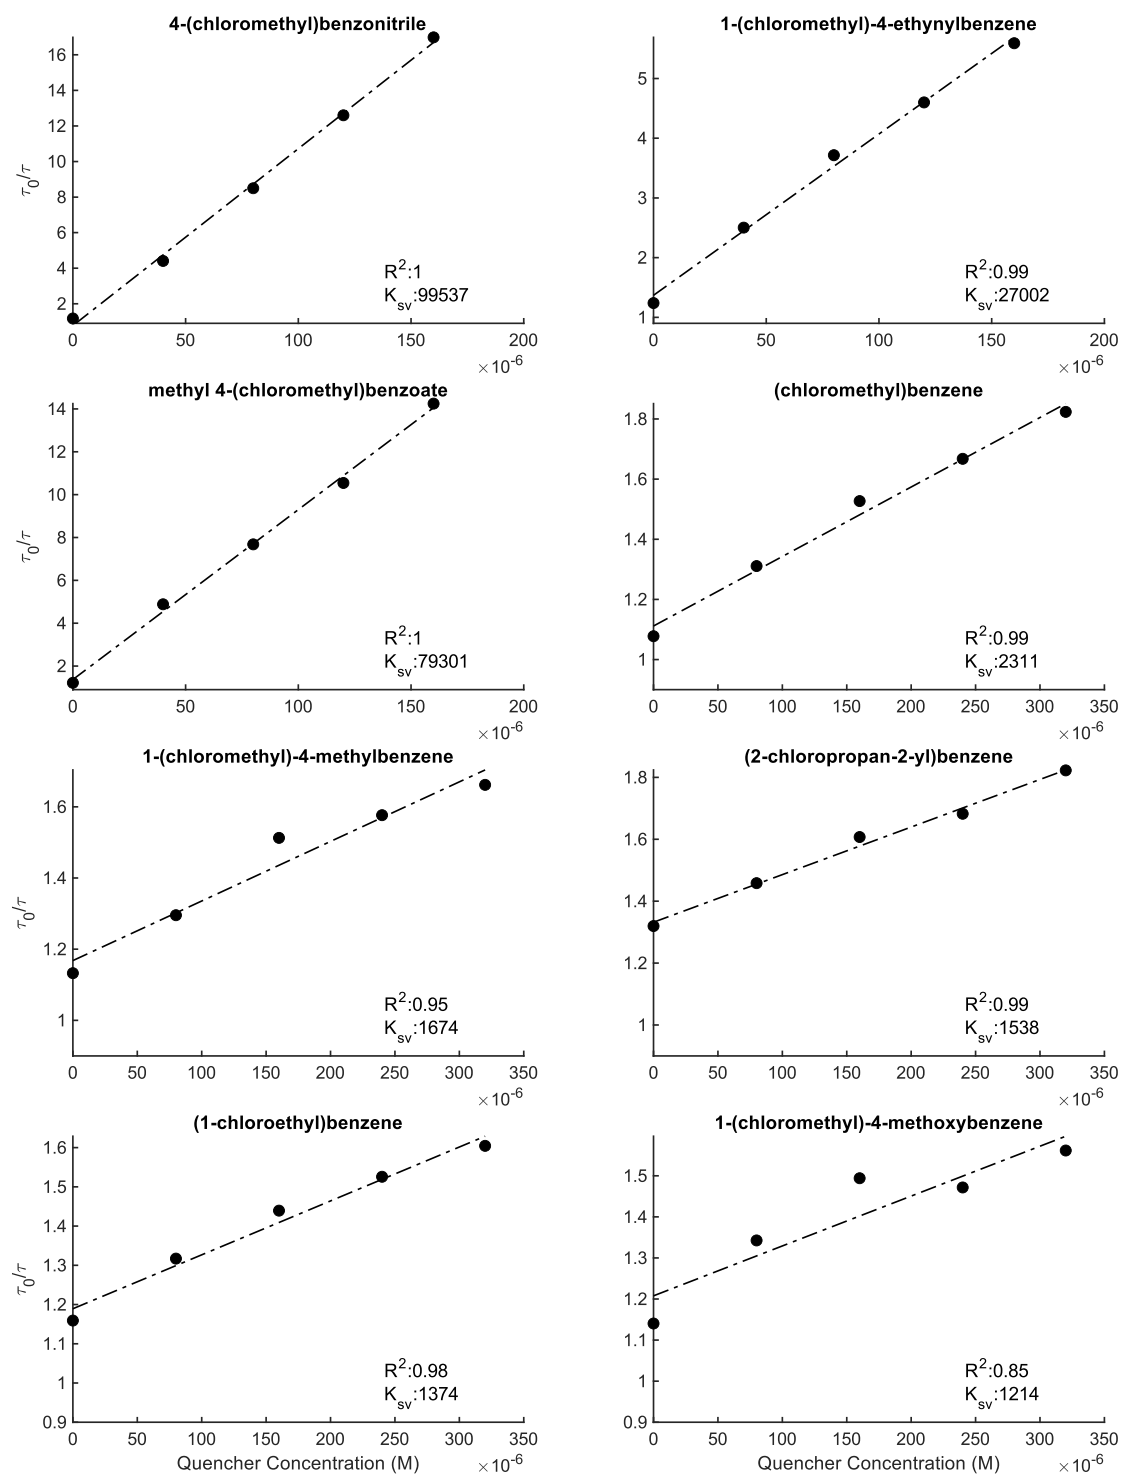 4-(chloromethyl)benzonitrile
16
14
12
10
8
6
4
2
τ0/τ
R2:1
Ksv:99537
0 50 100 150 200
×10-6
1-(chloromethyl)-4-ethynylbenzene
5
4
3
2
1
R2:0.99
Ksv:27002
0 50 100 150 200
×10-6
methyl 4-(chloromethyl)benzoate
14
12
10
8
6
4
2
τ0/τ
R2:1
Ksv:79301
0 50 100 150 200
×10-6
(chloromethyl)benzene
1.8
1.6
1.4
1.2
1
R2:0.99
Ksv:2311
0 50 100 150 200 250 300 350
×10-6
1-(chloromethyl)-4-methylbenzene
1.6
1.4
1.2
1
τ0/τ
R2:0.95
Ksv:1674
0 50 100 150 200 250 300 350
×10-6
(2-chloropropan-2-yl)benzene
1.8
1.6
1.4
1.2
1
R2:0.99
Ksv:1538
0 50 100 150 200 250 300 350
×10-6
(1-chloroethyl)benzene
1.6
1.5
1.4
1.3
1.2
1.1
1
0.9
τ0/τ
R2:0.98
Ksv:1374
0 50 100 150 200 250 300 350
Quencher Concentration (M) ×10-6
1-(chloromethyl)-4-methoxybenzene
1.5
1.4
1.3
1.2
1.1
1
0.9
R2:0.85
Ksv:1214
0 50 100 150 200 250 300 350
Quencher Concentration (M) ×10-6